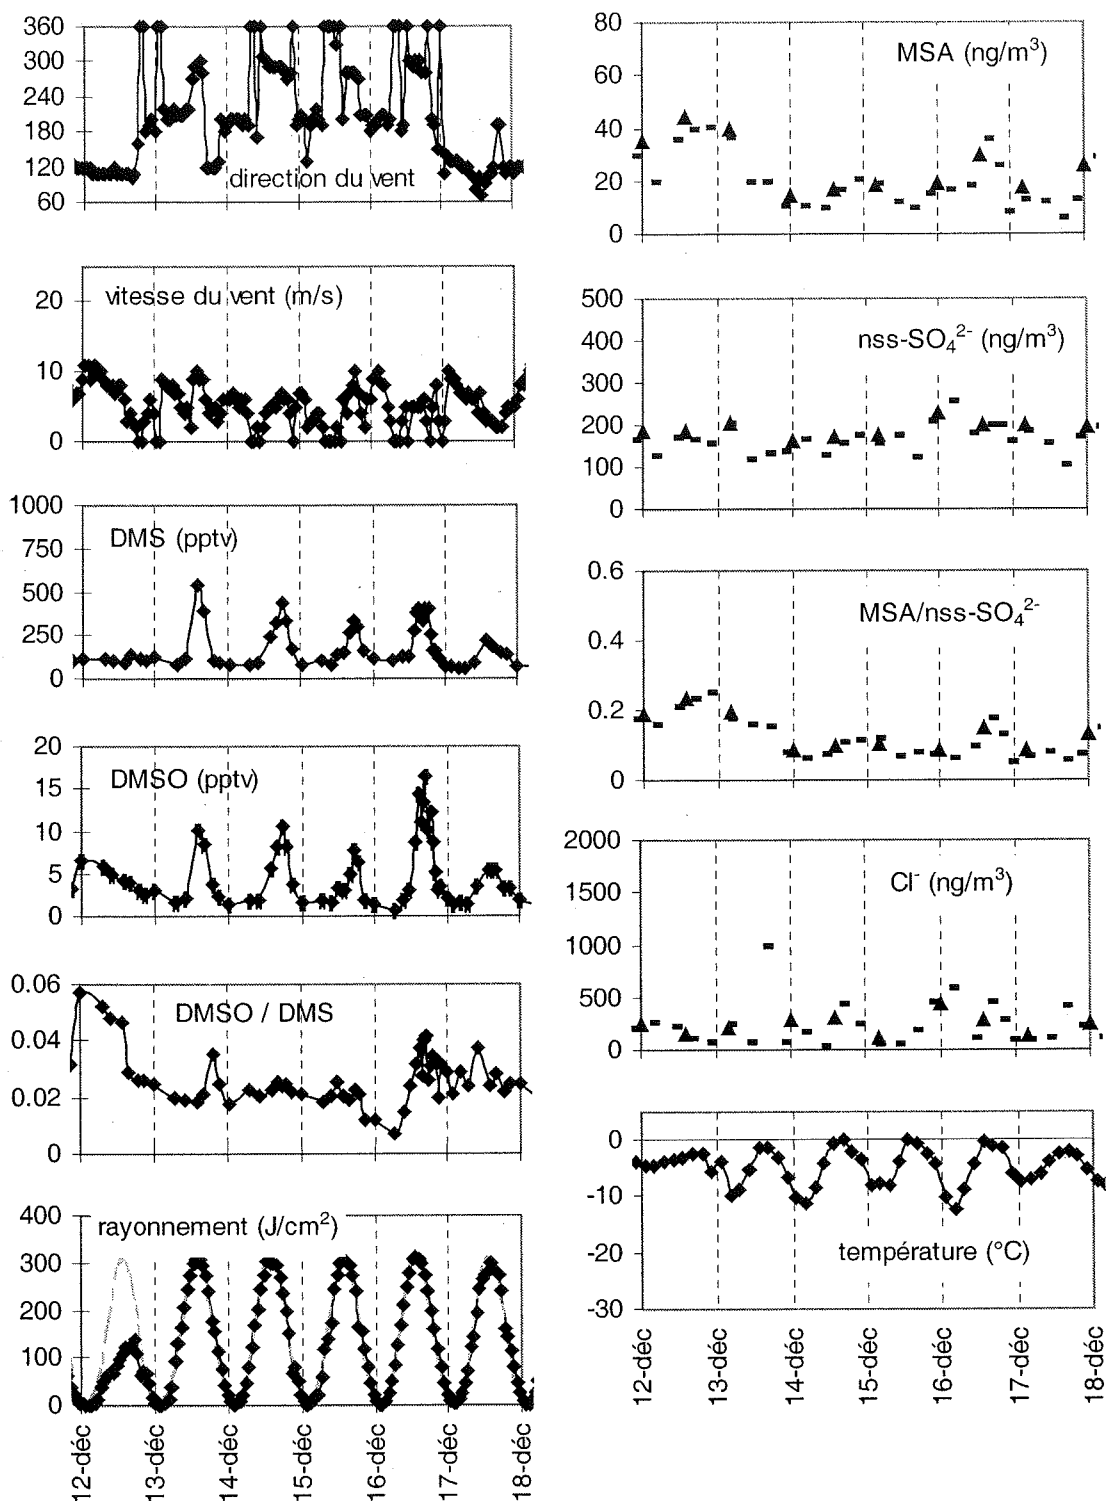 360
300
240
180
120
60
direction du vent
20
10
0
vitesse du vent (m/s)
1000
750
500
250
0
DMS (pptv)
20
15
10
5
0
DMSO (pptv)
0.06
0.04
0.02
0
DMSO / DMS
400
300
200
100
0
rayonnement (J/cm²)
12-déc
13-déc
14-déc
15-déc
16-déc
17-déc
18-déc
80
60
40
20
0
MSA (ng/m³)
500
400
300
200
100
0
nss-SO₄²⁻ (ng/m³)
0.6
0.4
0.2
0
MSA/nss-SO₄²⁻
2000
1500
1000
500
0
Cl⁻ (ng/m³)
0
-10
-20
-30
température (°C)
12-déc
13-déc
14-déc
15-déc
16-déc
17-déc
18-déc